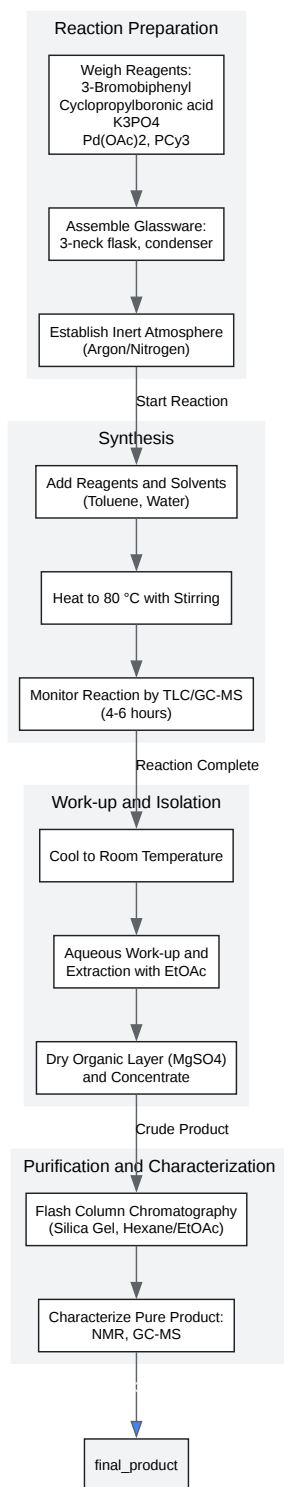 Reaction Preparation
Weigh Reagents:
3-Bromobiphenyl
Cyclopropylboronic acid
K3PO4
Pd(OAc)2, PCy3
Assemble Glassware:
3-neck flask, condenser
Establish Inert Atmosphere
(Argon/Nitrogen)
Start Reaction
Synthesis
Add Reagents and Solvents
(Toluene, Water)
Heat to 80 °C with Stirring
Monitor Reaction by TLC/GC-MS
(4-6 hours)
Reaction Complete
Work-up and Isolation
Cool to Room Temperature
Aqueous Work-up and
Extraction with EtOAc
Dry Organic Layer (MgSO4)
and Concentrate
Crude Product
Purification and Characterization
Flash Column Chromatography
(Silica Gel, Hexane/EtOAc)
Characterize Pure Product:
NMR, GC-MS
final_product